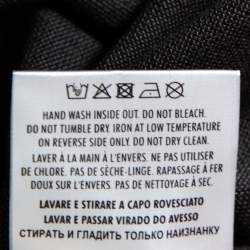 HAND WASH INSIDE OUT. DO NOT BLEACH.
DO NOT TUMBLE DRY. IRON AT LOW TEMPERATURE
ON REVERSE SIDE ONLY. DO NOT DRY CLEAN.
LAVER À LA MAIN À L'ENVERS. NE PAS UTILISER
DE CHLORE. PAS DE SÈCHE-LINGE. RAPASSAGE À FER
DOUX SUR L'ENVERS. PAS DE NETTOYAGE À SEC.
LAVARE E STIRARE A CAPO ROVESCIATO
LAVAR E PASSAR VIRADO DO AVESSO
СТИРАТЬ И ГЛАДИТЬ ТОЛЬКО НАИЗНАНКУ